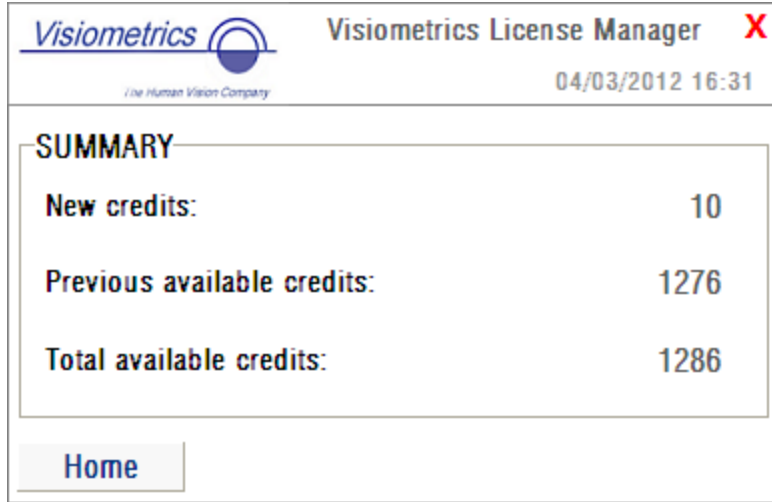 Visiometrics
The Human Vision Company
Visiometrics License Manager X
04/03/2012 16:31
SUMMARY
New credits: 10
Previous available credits: 1276
Total available credits: 1286
Home